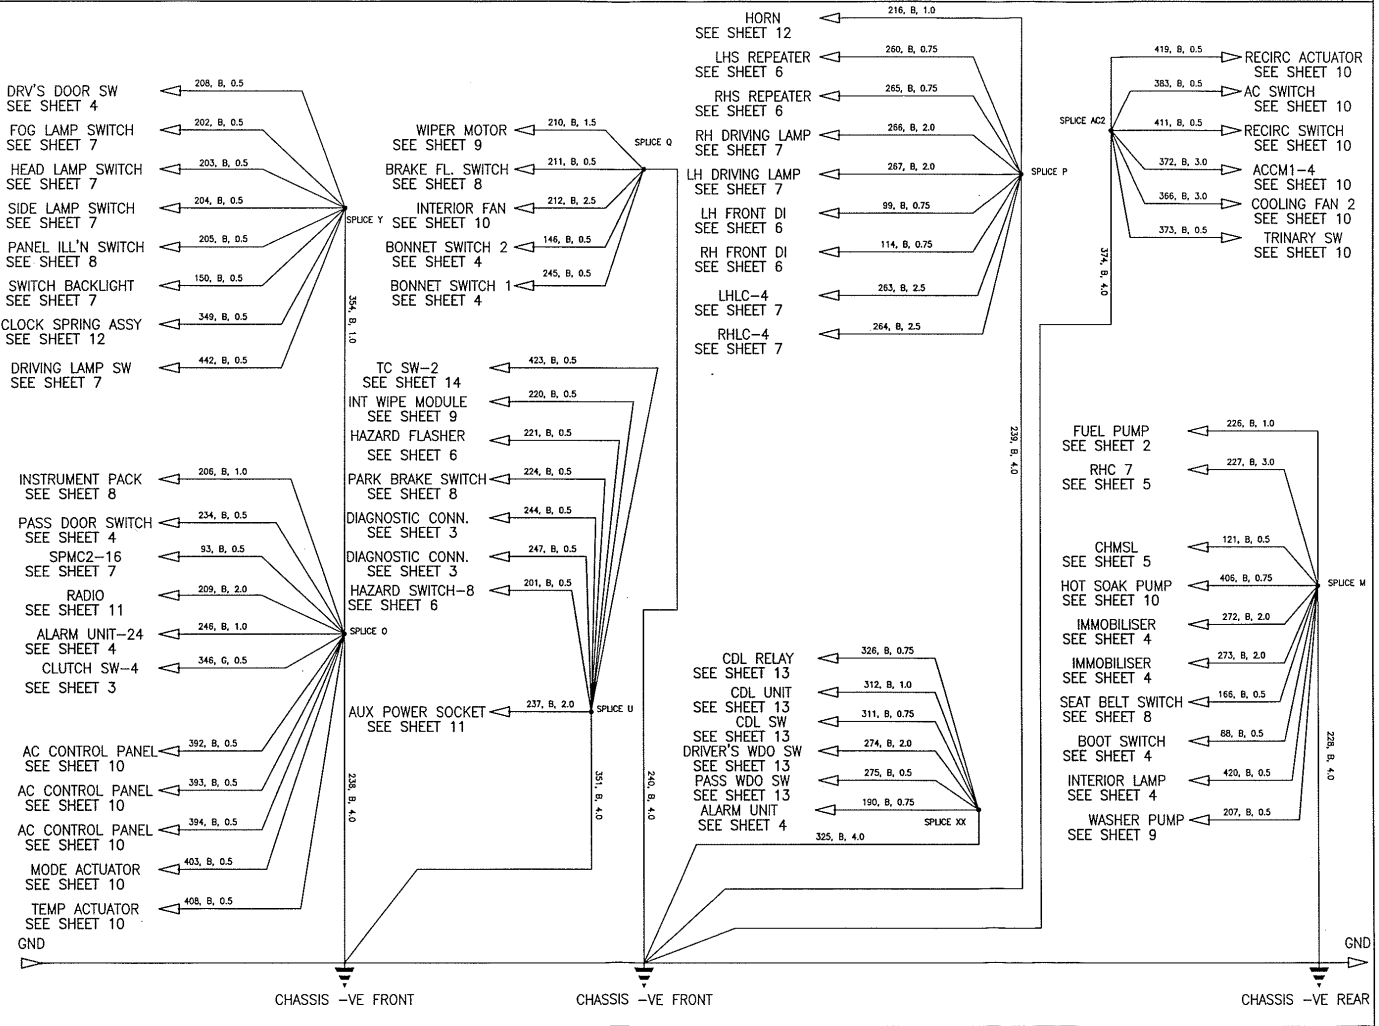 DRV'S DOOR SW
SEE SHEET 4
208, B, 0.5
FOG LAMP SWITCH
SEE SHEET 7
202, B, 0.5
HEAD LAMP SWITCH
SEE SHEET 7
203, B, 0.5
SIDE LAMP SWITCH
SEE SHEET 7
204, B, 0.5
PANEL ILL'N SWITCH
SEE SHEET 8
205, B, 0.5
SWITCH BACKLIGHT
SEE SHEET 7
150, B, 0.5
CLOCK SPRING ASSY
SEE SHEET 12
349, B, 0.5
DRIVING LAMP SW
SEE SHEET 7
442, B, 0.5
SPLICE Y
354, B, 1.0
INSTRUMENT PACK
SEE SHEET 8
206, B, 1.0
PASS DOOR SWITCH
SEE SHEET 4
234, B, 0.5
SPMC2-16
SEE SHEET 7
93, B, 0.5
RADIO
SEE SHEET 11
209, B, 2.0
ALARM UNIT-24
SEE SHEET 4
246, B, 1.0
CLUTCH SW-4
SEE SHEET 3
346, G, 0.5
SPLICE O
AC CONTROL PANEL
SEE SHEET 10
392, B, 0.5
AC CONTROL PANEL
SEE SHEET 10
393, B, 0.5
AC CONTROL PANEL
SEE SHEET 10
394, B, 0.5
MODE ACTUATOR
SEE SHEET 10
403, B, 0.5
TEMP ACTUATOR
SEE SHEET 10
408, B, 0.5
238, B, 4.0
WIPER MOTOR
SEE SHEET 9
210, B, 1.5
SPLICE Q
BRAKE FL. SWITCH
SEE SHEET 8
211, B, 0.5
INTERIOR FAN
SEE SHEET 10
212, B, 2.5
BONNET SWITCH 2
SEE SHEET 4
146, B, 0.5
BONNET SWITCH 1
SEE SHEET 4
245, B, 0.5
TC SW-2
SEE SHEET 14
423, B, 0.5
INT WIPE MODULE
SEE SHEET 9
220, B, 0.5
HAZARD FLASHER
SEE SHEET 6
221, B, 0.5
PARK BRAKE SWITCH
SEE SHEET 8
224, B, 0.5
DIAGNOSTIC CONN.
SEE SHEET 3
244, B, 0.5
DIAGNOSTIC CONN.
SEE SHEET 3
247, B, 0.5
HAZARD SWITCH-8
SEE SHEET 6
201, B, 0.5
AUX POWER SOCKET
SEE SHEET 11
237, B, 2.0
SPLICE U
351, B, 4.0
240, B, 4.0
HORN
SEE SHEET 12
216, B, 1.0
LHS REPEATER
SEE SHEET 6
260, B, 0.75
RHS REPEATER
SEE SHEET 6
265, B, 0.75
RH DRIVING LAMP
SEE SHEET 7
266, B, 2.0
LH DRIVING LAMP
SEE SHEET 7
267, B, 2.0
SPLICE P
LH FRONT DI
SEE SHEET 6
99, B, 0.75
RH FRONT DI
SEE SHEET 6
114, B, 0.75
LHLC-4
SEE SHEET 7
263, B, 2.5
RHLC-4
SEE SHEET 7
264, B, 2.5
239, B, 4.0
CDL RELAY
SEE SHEET 13
326, B, 0.75
CDL UNIT
SEE SHEET 13
312, B, 1.0
CDL SW
SEE SHEET 13
311, B, 0.75
DRIVER'S WDO SW
SEE SHEET 13
274, B, 2.0
PASS WDO SW
SEE SHEET 13
275, B, 0.5
ALARM UNIT
SEE SHEET 4
190, B, 0.75
SPLICE XX
325, B, 4.0
419, B, 0.5
RECIRC ACTUATOR
SEE SHEET 10
383, B, 0.5
AC SWITCH
SEE SHEET 10
SPLICE AC2
411, B, 0.5
RECIRC SWITCH
SEE SHEET 10
372, B, 3.0
ACCM1-4
SEE SHEET 10
366, B, 3.0
COOLING FAN 2
SEE SHEET 10
373, B, 0.5
TRINARY SW
SEE SHEET 10
374, B, 4.0
FUEL PUMP
SEE SHEET 2
226, B, 1.0
RHC 7
SEE SHEET 5
227, B, 3.0
CHMSL
SEE SHEET 5
121, B, 0.5
HOT SOAK PUMP
SEE SHEET 10
406, B, 0.75
SPLICE M
IMMOBILISER
SEE SHEET 4
272, B, 2.0
IMMOBILISER
SEE SHEET 4
273, B, 2.0
SEAT BELT SWITCH
SEE SHEET 8
166, B, 0.5
BOOT SWITCH
SEE SHEET 4
88, B, 0.5
INTERIOR LAMP
SEE SHEET 4
420, B, 0.5
WASHER PUMP
SEE SHEET 9
207, B, 0.5
228, B, 4.0
GND
GND
CHASSIS -VE FRONT
CHASSIS -VE FRONT
CHASSIS -VE REAR